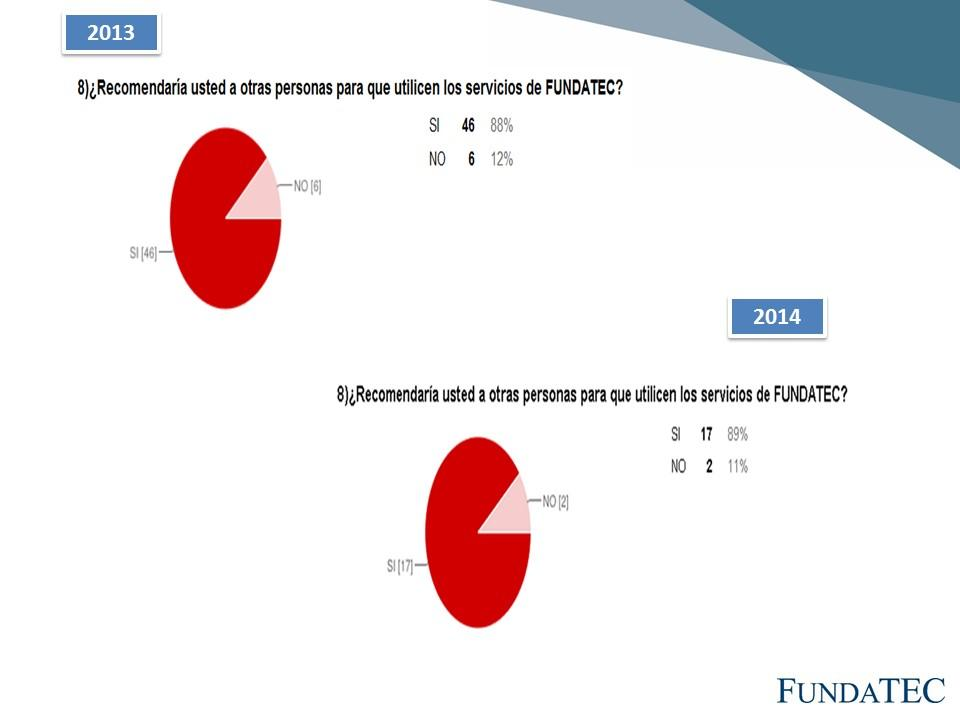 2013
8)¿Recomendaría usted a otras personas para que utilicen los servicios de FUNDATEC?
SI 46 88%
NO 6 12%
NO [6]
SI [46]
2014
8)¿Recomendaría usted a otras personas para que utilicen los servicios de FUNDATEC?
SI 17 89%
NO 2 11%
NO [2]
SI [17]
FUNDATEC